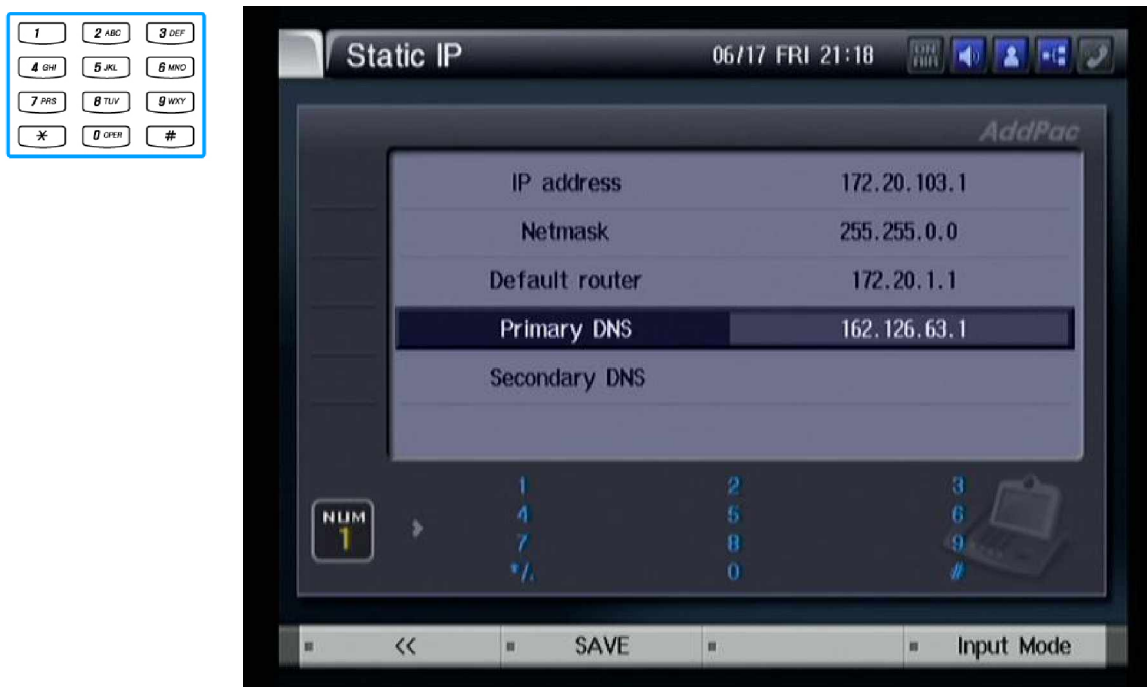 1 2 ABC 3 DEF
4 GHI 5 JKL 6 MNO
7 PRS 8 TUV 9 WXY
* 0 OPER #
Static IP 06/17 FRI 21:18 ON AIR
AddPac
IP address 172.20.103.1
Netmask 255.255.0.0
Default router 172.20.1.1
Primary DNS 162.126.63.1
Secondary DNS
1 2 3
4 5 6
NUM
1
7 8 9
*/. 0 #
<< SAVE Input Mode